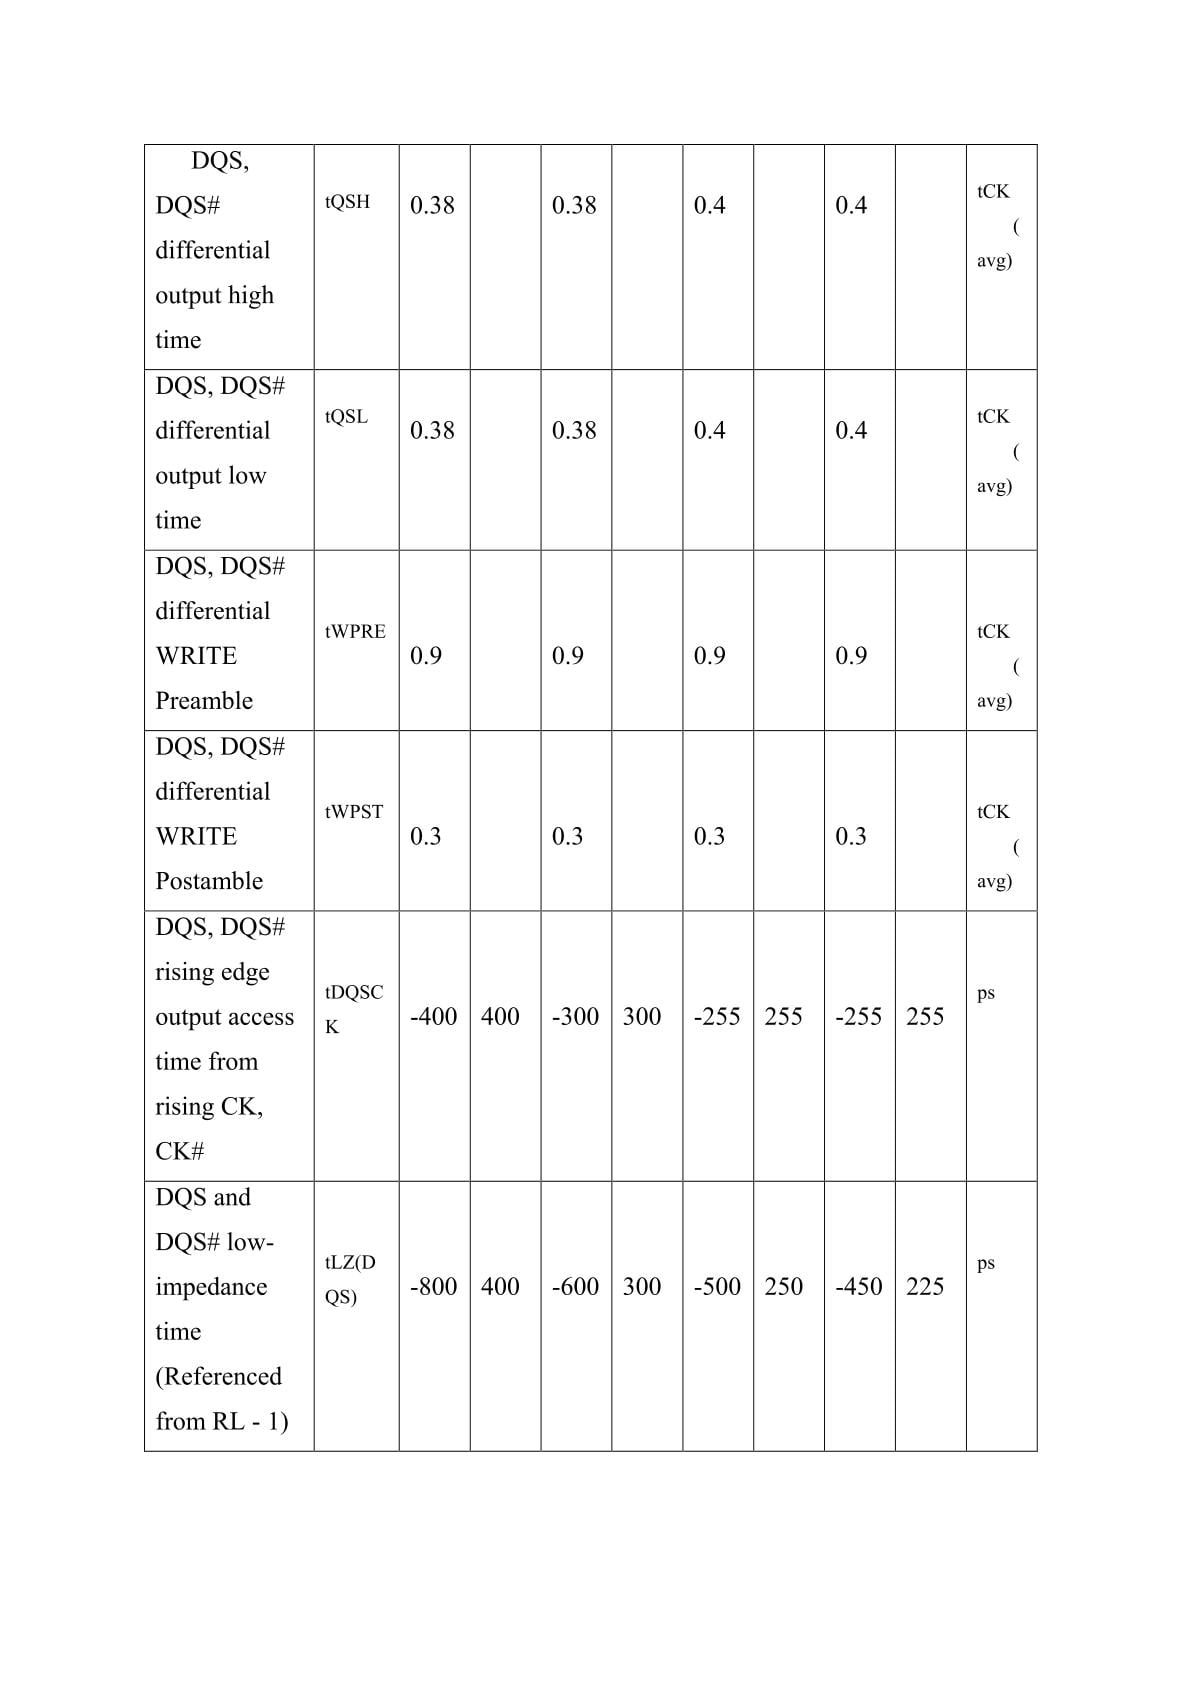 DQS,
DQS#
differential
output high
time
tQSH
0.38
0.38
0.4
0.4
tCK
(
avg)
DQS, DQS#
differential
output low
time
tQSL
0.38
0.38
0.4
0.4
tCK
(
avg)
DQS, DQS#
differential
WRITE
Preamble
tWPRE
0.9
0.9
0.9
0.9
tCK
(
avg)
DQS, DQS#
differential
WRITE
Postamble
tWPST
0.3
0.3
0.3
0.3
tCK
(
avg)
DQS, DQS#
rising edge
output access
time from
rising CK,
CK#
tDQSC
K
-400
400
-300
300
-255
255
-255
255
ps
DQS and
DQS# low-
impedance
time
(Referenced
from RL - 1)
tLZ(D
QS)
-800
400
-600
300
-500
250
-450
225
ps